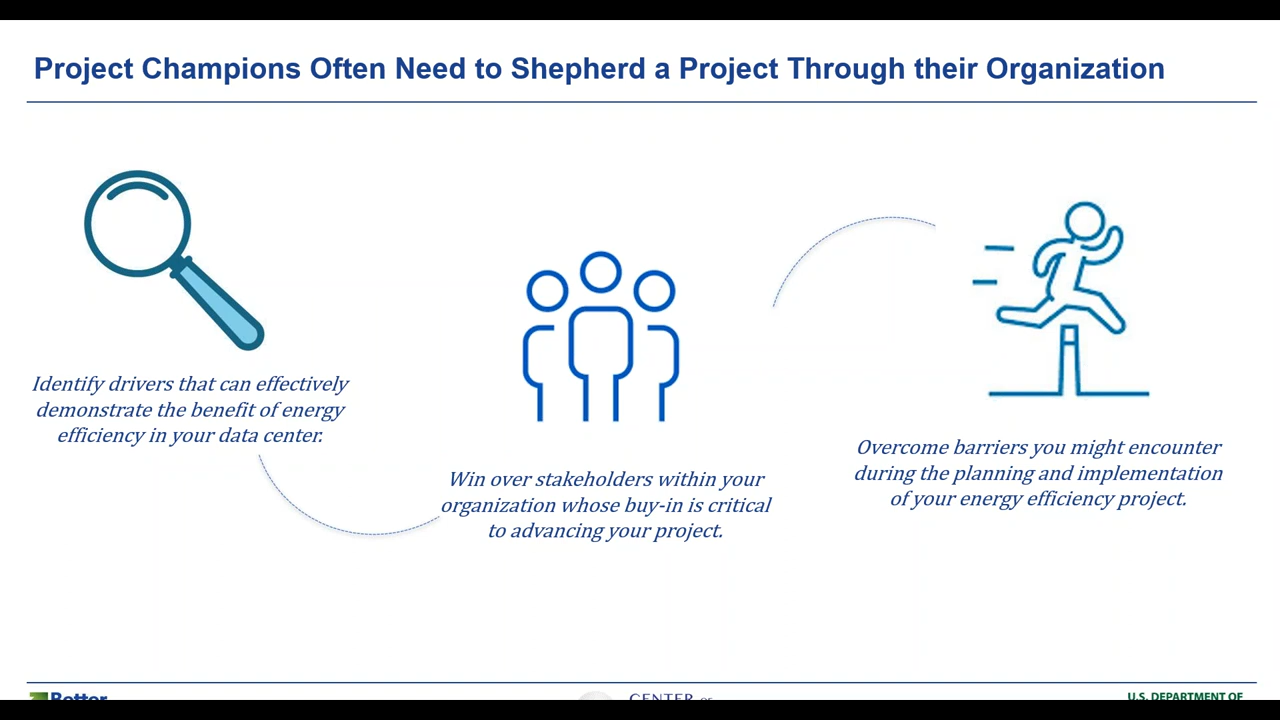 Project Champions Often Need to Shepherd a Project Through their Organization
Identify drivers that can effectively
demonstrate the benefit of energy
efficiency in your data center.
Win over stakeholders within your
organization whose buy-in is critical
to advancing your project.
Overcome barriers you might encounter
during the planning and implementation
of your energy efficiency project.
Better
CENTER OF
U.S. DEPARTMENT OF